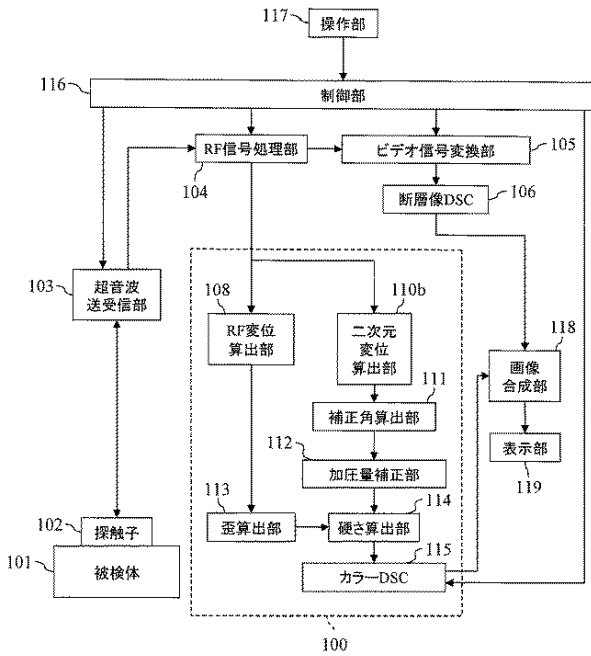 117
操作部
116
制御部
RF信号処理部
104
ビデオ信号変換部
105
断層像DSC
106
103
超音波
送受信部
108
RF変位
算出部
110b
二次元
変位
算出部
118
画像
合成部
111
補正角算出部
112
加圧量補正部
表示部
119
113
歪算出部
114
硬さ算出部
102
探触子
115
カラーDSC
101
被検体
100